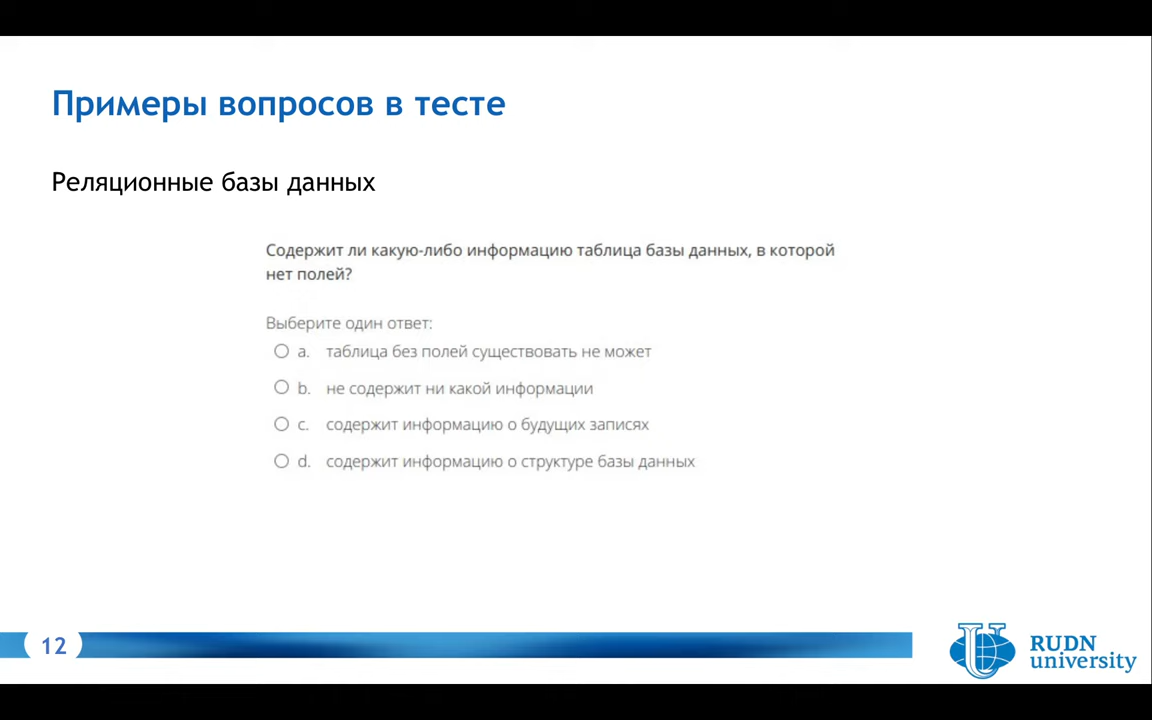 Примеры вопросов в тесте
Реляционные базы данных
Содержит ли какую-либо информацию таблица базы данных, в которой
нет полей?
Выберите один ответ:
a. таблица без полей существовать не может
b. не содержит ни какой информации
c. содержит информацию о будущих записях
d. содержит информацию о структуре базы данных
12
RUDN
university